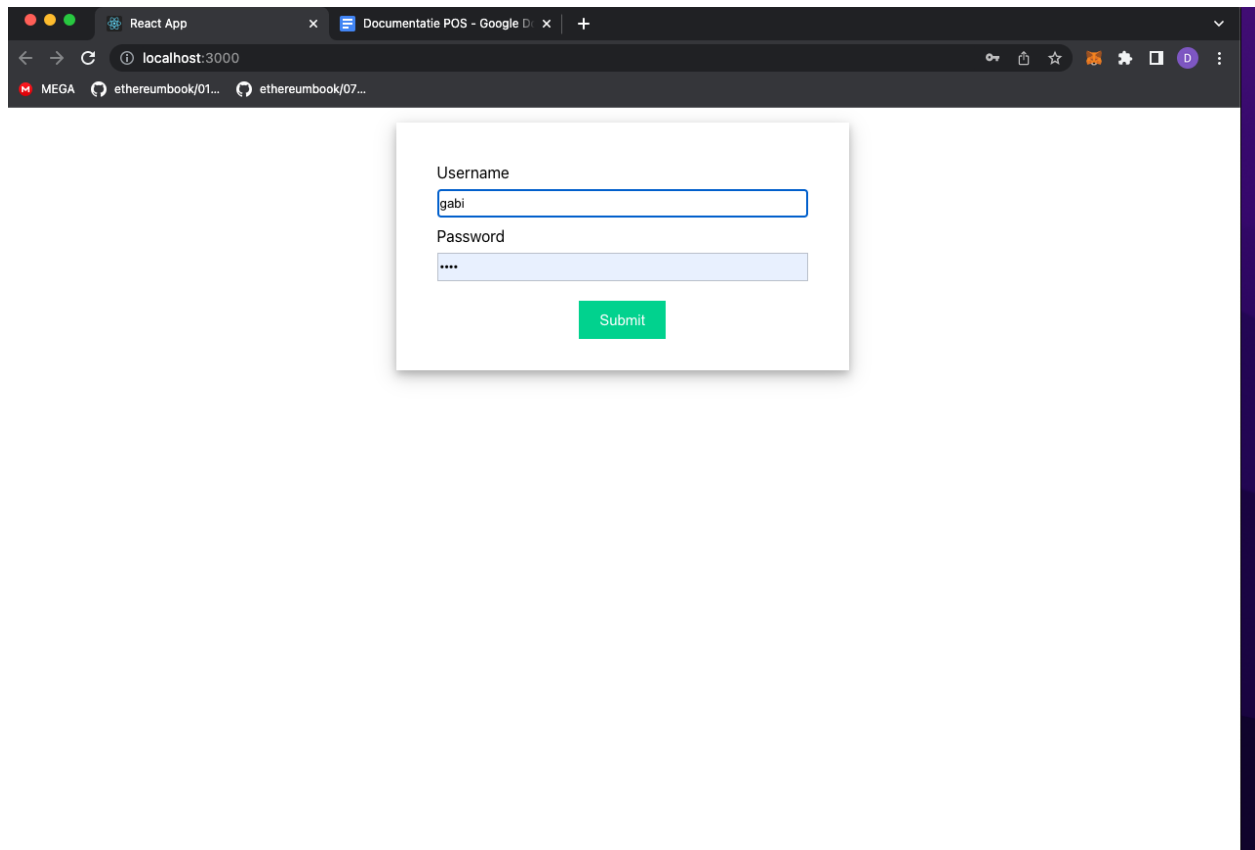 React App
Documentatie POS - Google D
localhost:3000
D
M MEGA
ethereumbook/01...
ethereumbook/07...
Username
gabi
Password
••••
Submit